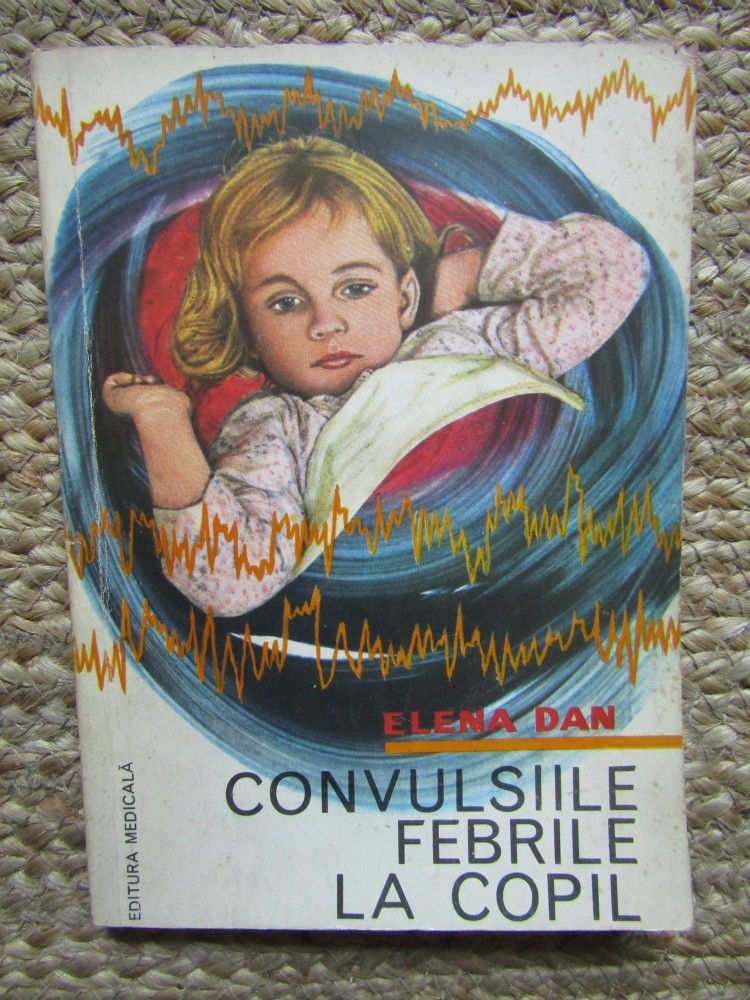 ELENA DAN
CONVULSIILE
FEBRILE
LA COPIL
EDITURA MEDICALĂ